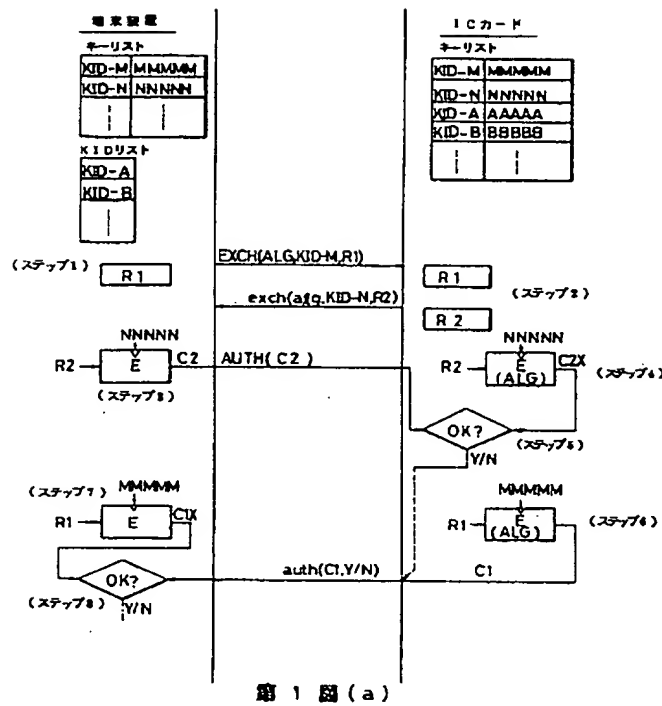 端末装置
キーリスト
KID-M MMMMM
KID-N NNNNN
KIDリスト
KID-A
KID-B
ICカード
キーリスト
KID-M MMMMM
KID-N NNNNN
KID-A AAAAA
KID-B BBBBB
(ステップ1)
R1
EXCH(ALG,KID-M,R1)
R1
(ステップ2)
exch(alg,KID-N,R2)
R2
NNNNN
R2
E
C2
(ステップ3)
AUTH(C2)
NNNNN
R2
E
(ALG)
C2X
(ステップ4)
OK?
(ステップ5)
Y/N
(ステップ7)
MMMMM
R1
E
C1X
MMMMM
R1
E
(ALG)
(ステップ6)
OK?
auth(C1,Y/N)
C1
(ステップ8)
Y/N
第1図(a)